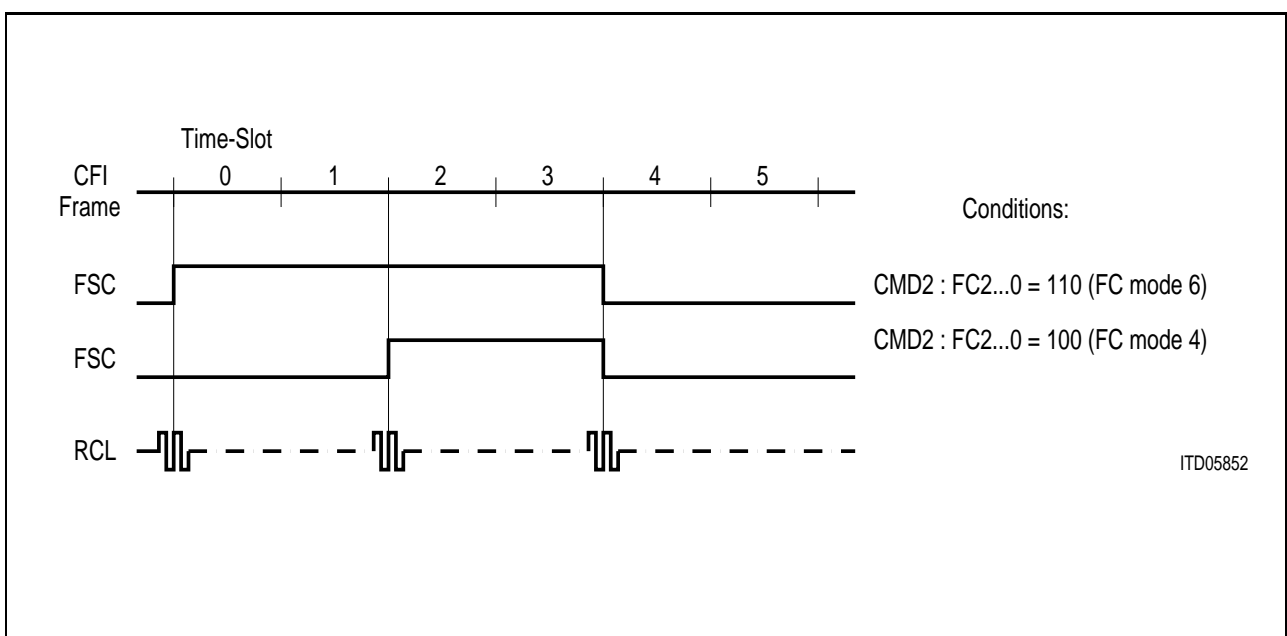 Time-Slot
CFI 0 1 2 3 4 5
Frame
Conditions:
FSC
CMD2 : FC2...0 = 110 (FC mode 6)
FSC
CMD2 : FC2...0 = 100 (FC mode 4)
RCL
ITD05852